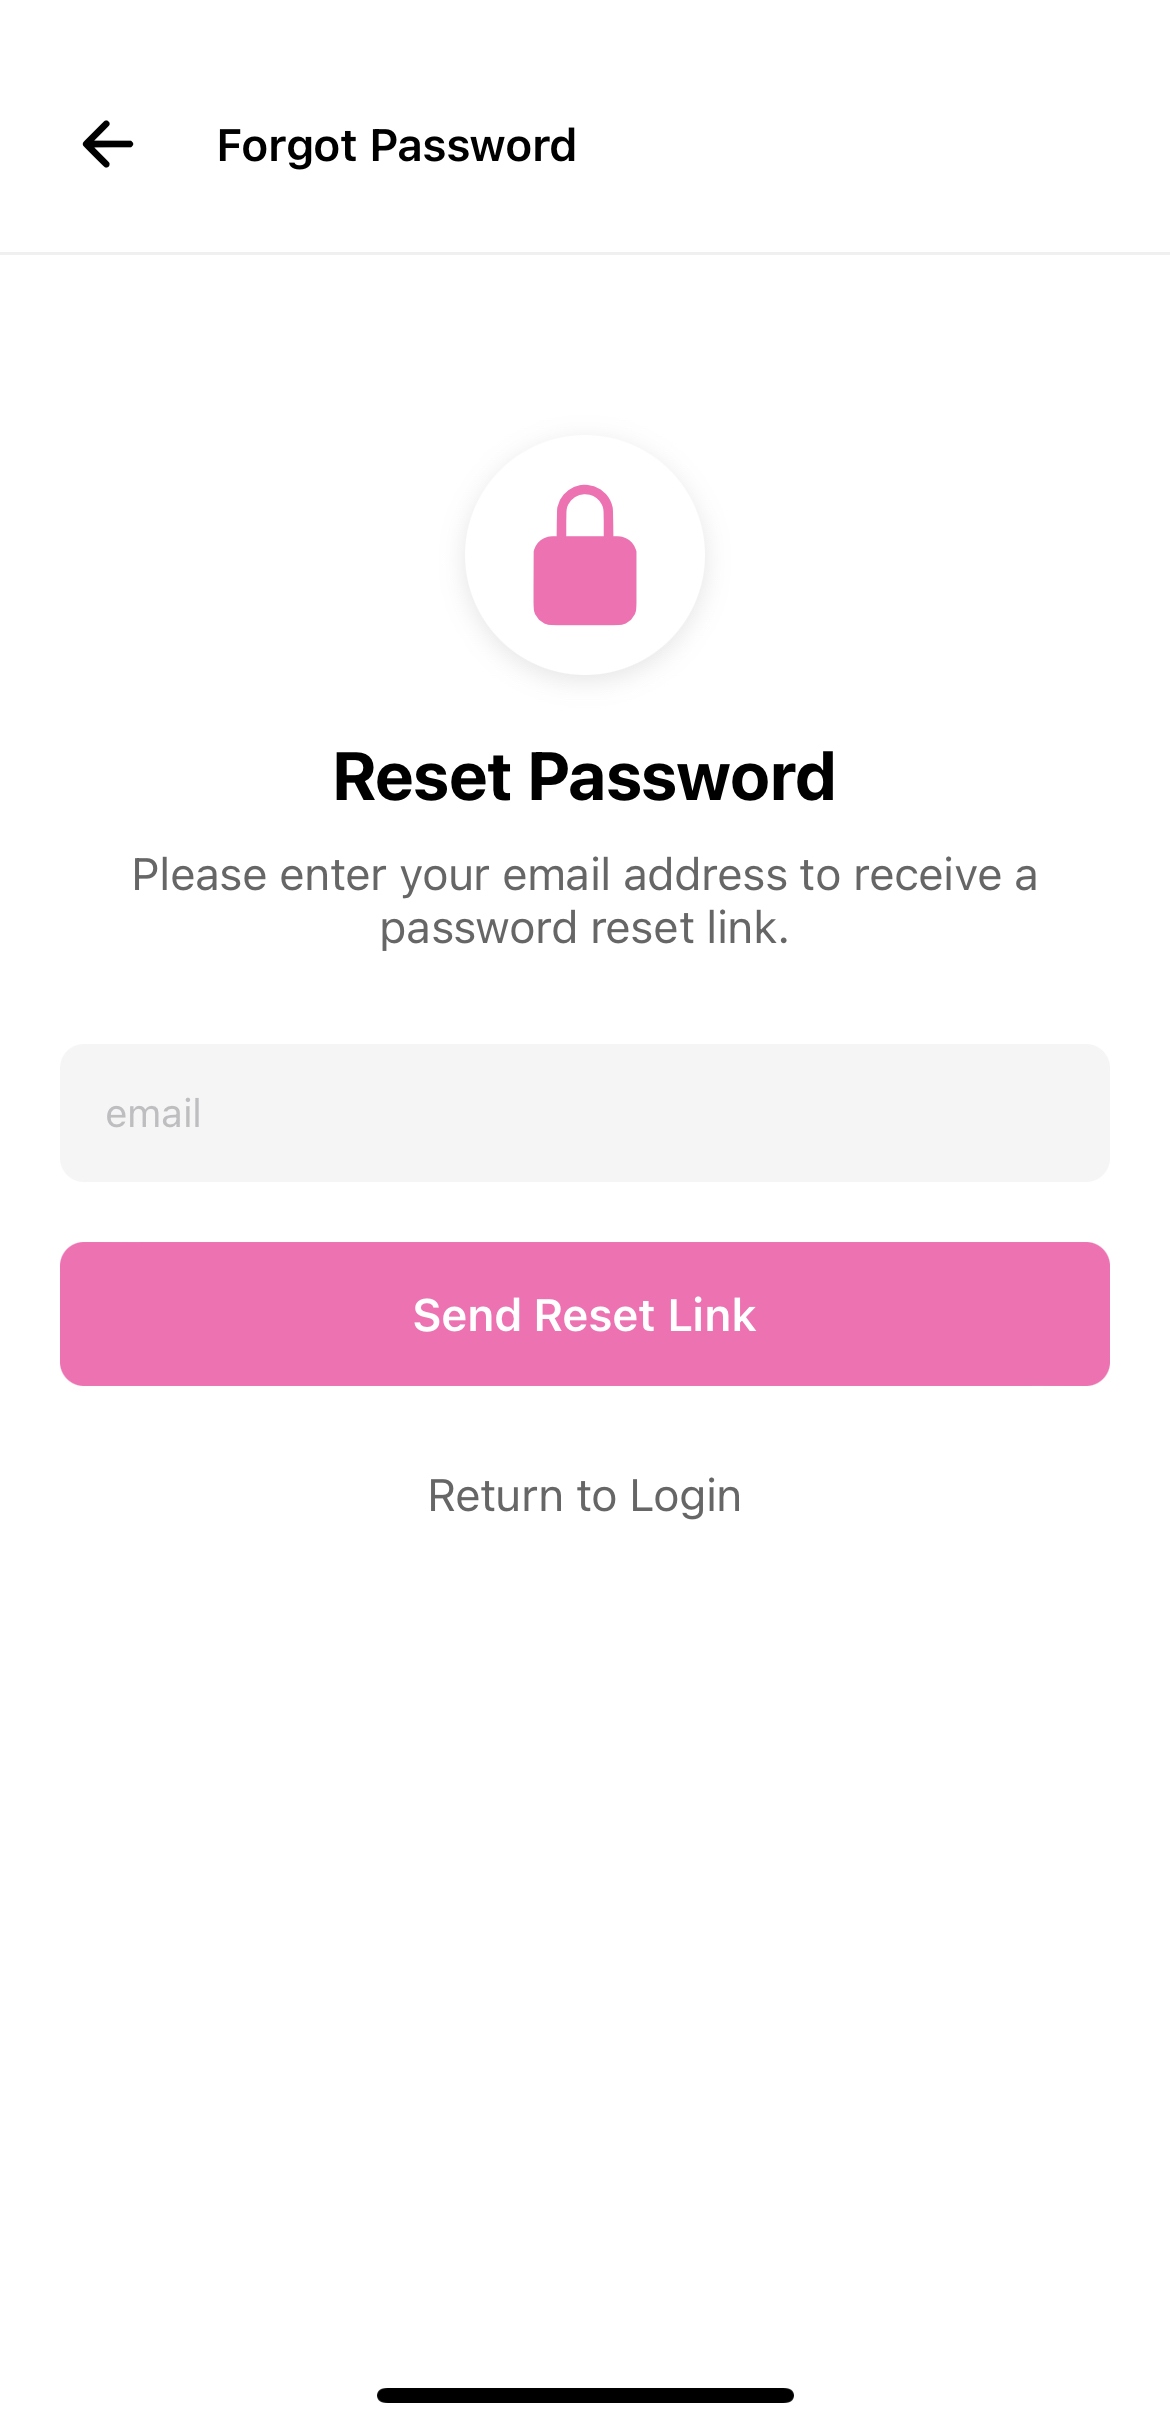 Forgot Password
Reset Password
Please enter your email address to receive a
password reset link.
email
Send Reset Link
Return to Login